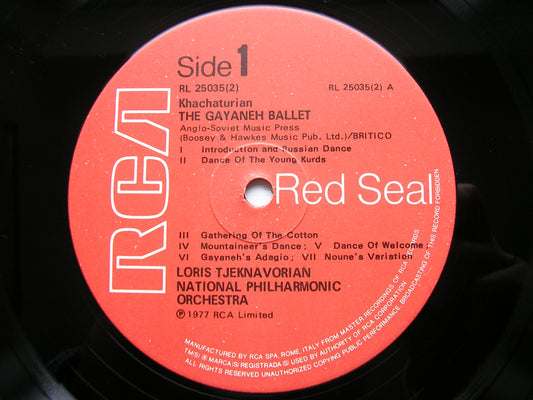 Side 1
RL 25035(2)
RL 25035(2) A
Khachaturian
THE GAYANEH BALLET
Anglo-Soviet Music Press
(Boosey & Hawkes Music Pub. Ltd.)/BRITICO
I Introduction and Russian Dance
II Dance Of The Young Kurds
RCA
Red Seal
III Gathering Of The Cotton
IV Mountaineer's Dance; V Dance Of Welcome;
VI Gayaneh's Adagio; VII Noune's Variation
LORIS TJEKNAVORIAN
NATIONAL PHILHARMONIC
ORCHESTRA
℗ 1977 RCA Limited
MANUFACTURED BY RCA SPA, ROME, ITALY, FROM MASTER RECORDINGS OF RCA RECORDS
TM(S) ® MARCA(S) REGISTRADA(S) USED BY AUTHORITY OF RCA CORPORATION
ALL RIGHTS RESERVED UNAUTHORIZED COPYING PUBLIC PERFORMANCE BROADCASTING OF THIS RECORD FORBIDDEN